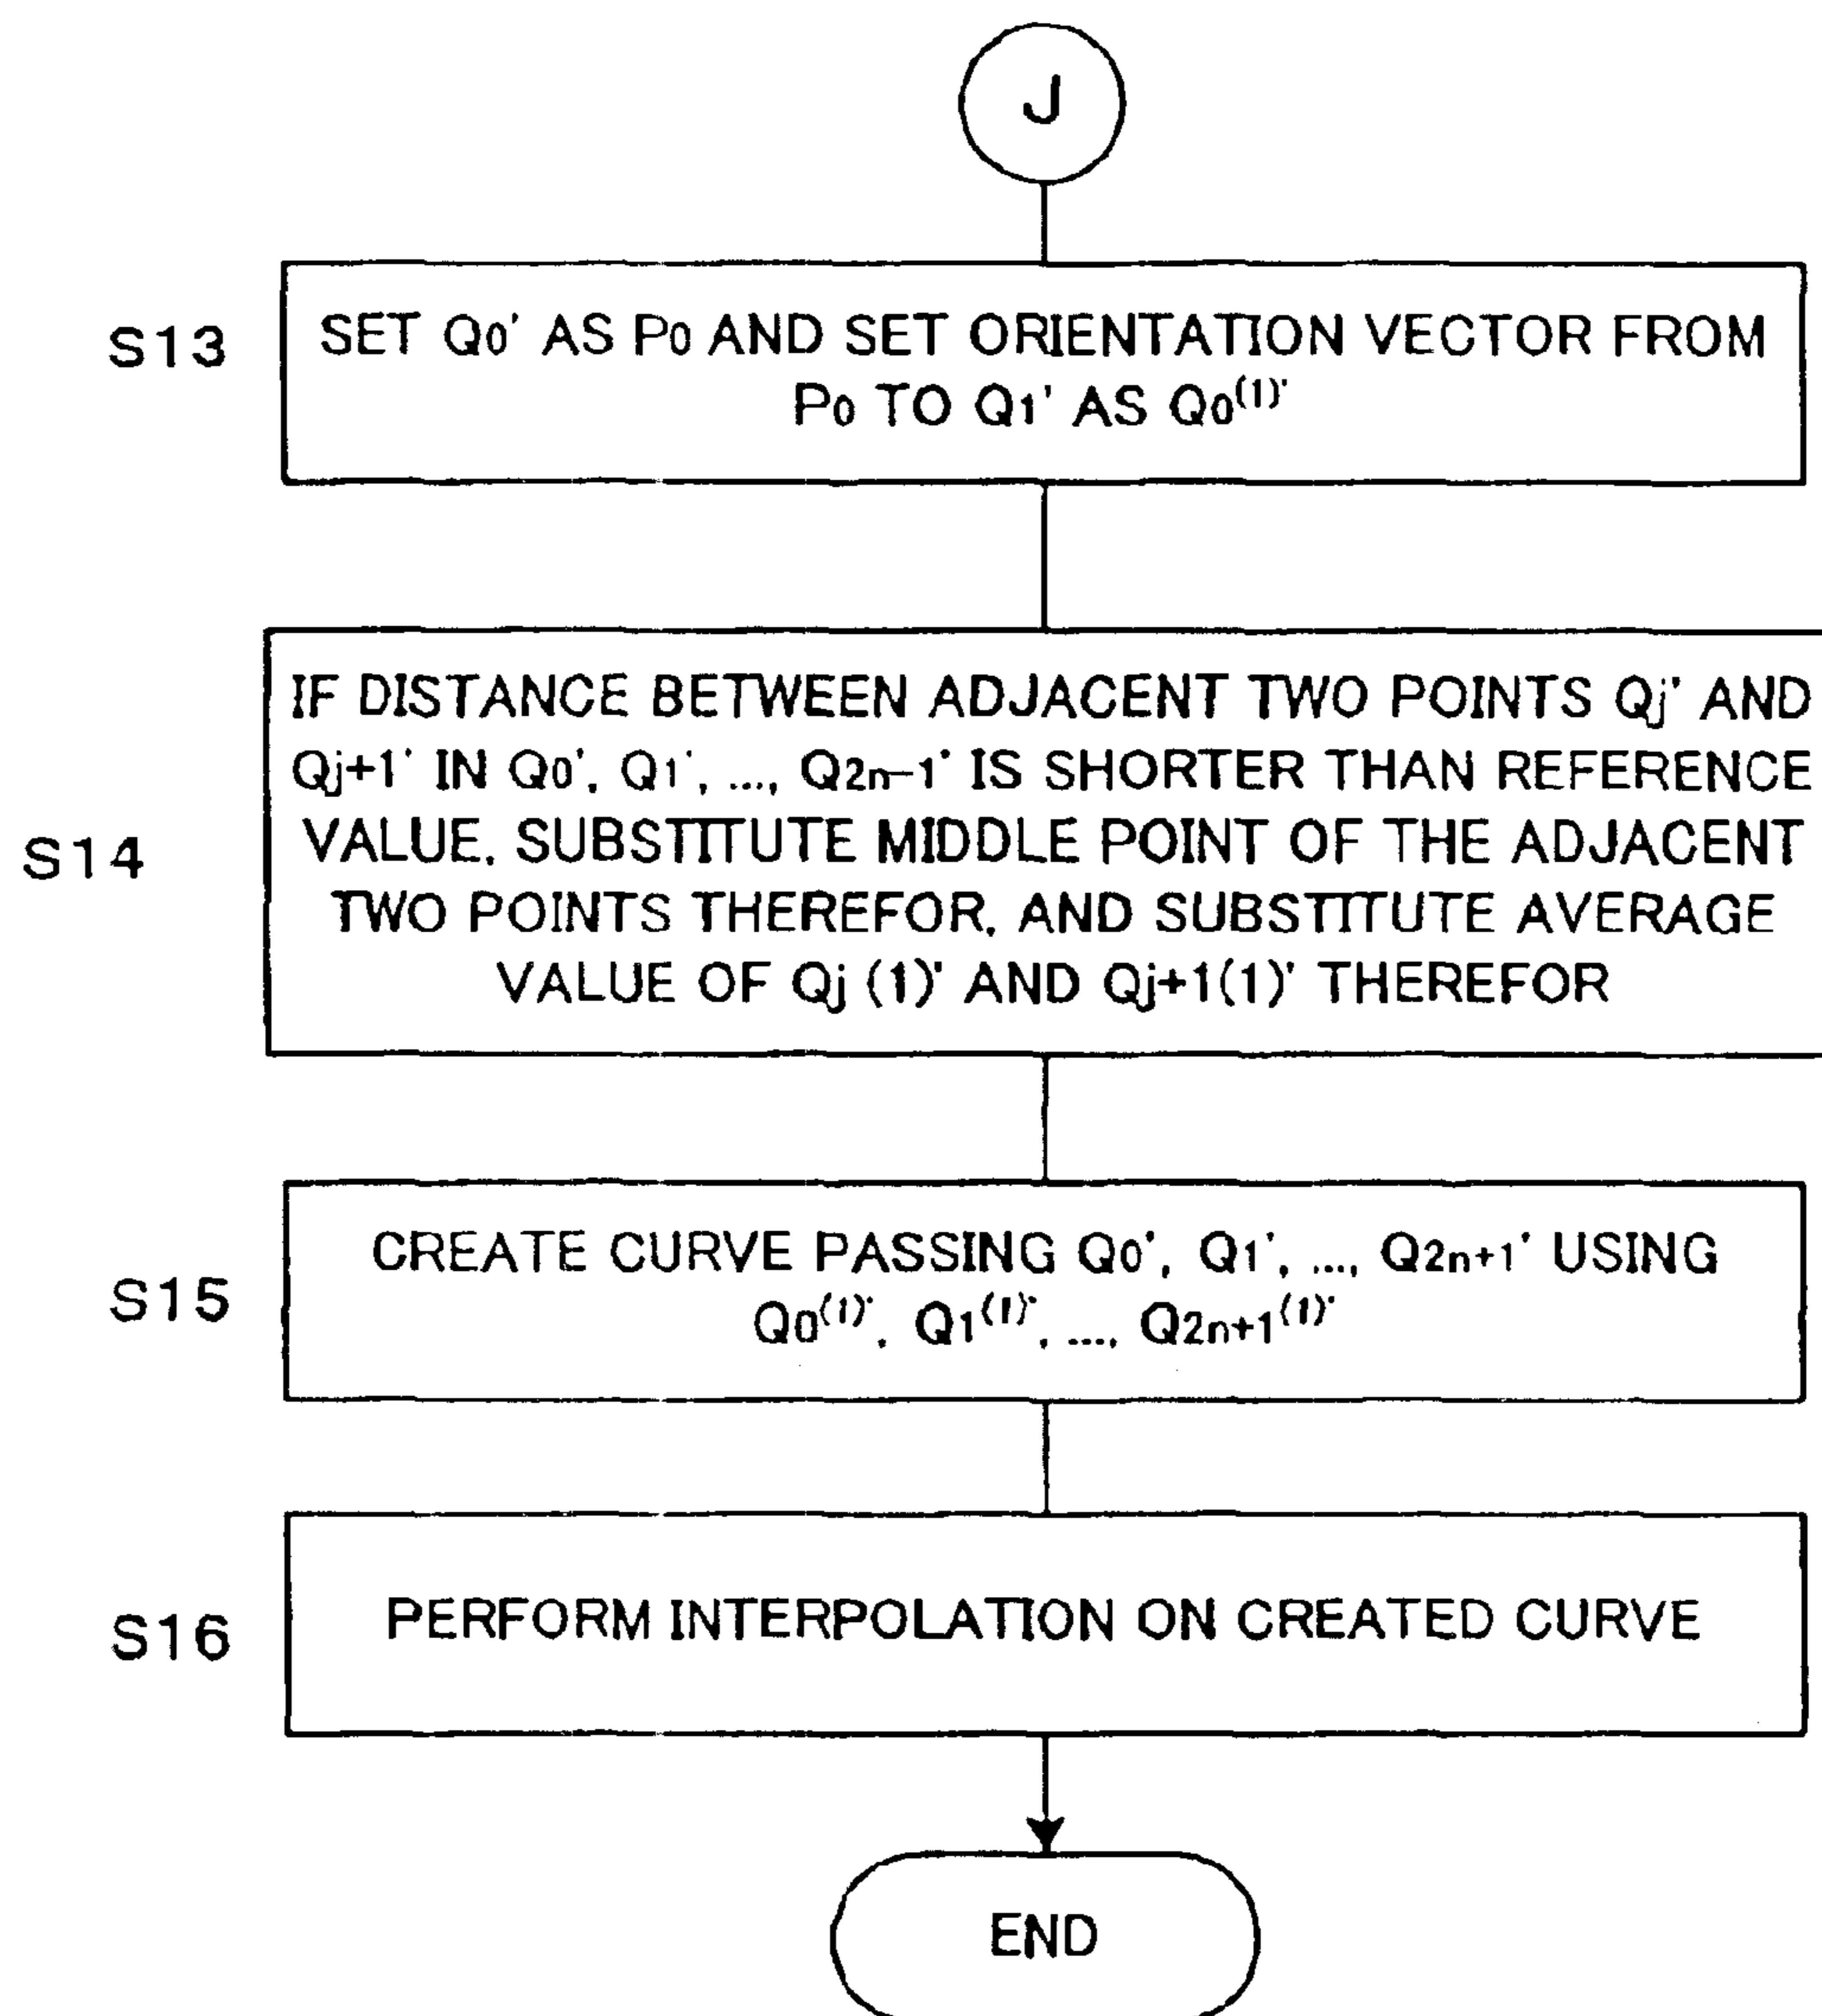 J
S13
SET Q0' AS P0 AND SET ORIENTATION VECTOR FROM
P0 TO Q1' AS Q0(1)'
S14
IF DISTANCE BETWEEN ADJACENT TWO POINTS Qj' AND
Qj+1' IN Q0', Q1', ..., Q2n-1' IS SHORTER THAN REFERENCE
VALUE, SUBSTITUTE MIDDLE POINT OF THE ADJACENT
TWO POINTS THEREFOR, AND SUBSTITUTE AVERAGE
VALUE OF Qj (1)' AND Qj+1(1)' THEREFOR
S15
CREATE CURVE PASSING Q0', Q1', ..., Q2n+1' USING
Q0(1)', Q1(1)', ..., Q2n+1(1)'
S16
PERFORM INTERPOLATION ON CREATED CURVE
END